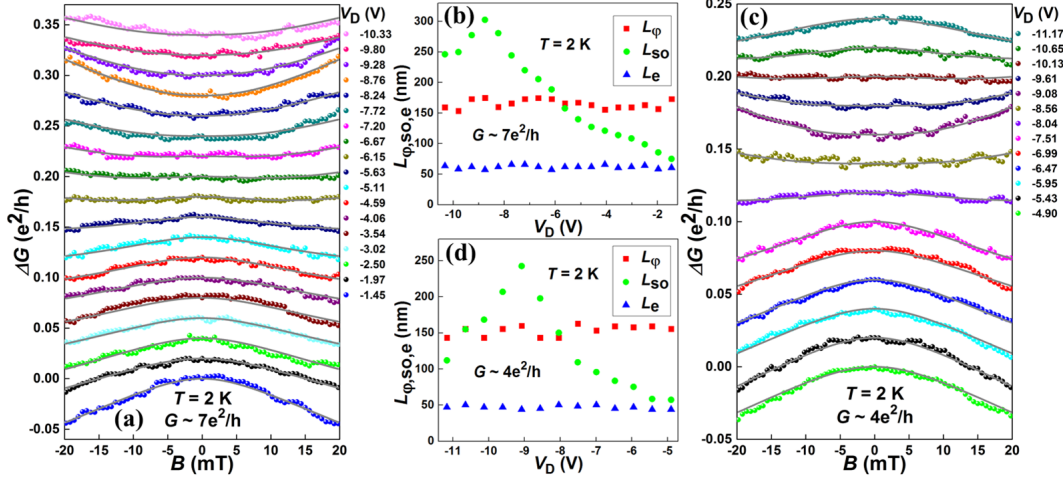 ΔG (e²/h)
0.35
0.30
0.25
0.20
0.15
0.10
0.05
0.00
-0.05
T = 2 K
(a) G ~ 7e²/h
-20 -15 -10 -5 0 5 10 15 20
B (mT)
V_D (V)
-10.33
-9.80
-9.28
-8.76
-8.24
-7.72
-7.20
-6.67
-6.15
-5.63
-5.11
-4.59
-4.06
-3.54
-3.02
-2.50
-1.97
-1.45
(b)
L_φ,so,e (nm)
300
250
200
150
100
50
0
T = 2 K
L_φ
L_so
L_e
G ~ 7e²/h
-10 -8 -6 -4 -2
V_D (V)
(d)
L_φ,SO,e (nm)
250
200
150
100
50
0
T = 2 K
L_φ
L_so
L_e
G ~ 4e²/h
-11 -10 -9 -8 -7 -6 -5
V_D (V)
(c)
ΔG (e²/h)
0.25
0.20
0.15
0.10
0.05
0.00
-0.05
T = 2 K
G ~ 4e²/h
-20 -15 -10 -5 0 5 10 15 20
B (mT)
V_D (V)
-11.17
-10.65
-10.13
-9.61
-9.08
-8.56
-8.04
-7.51
-6.99
-6.47
-5.95
-5.43
-4.90